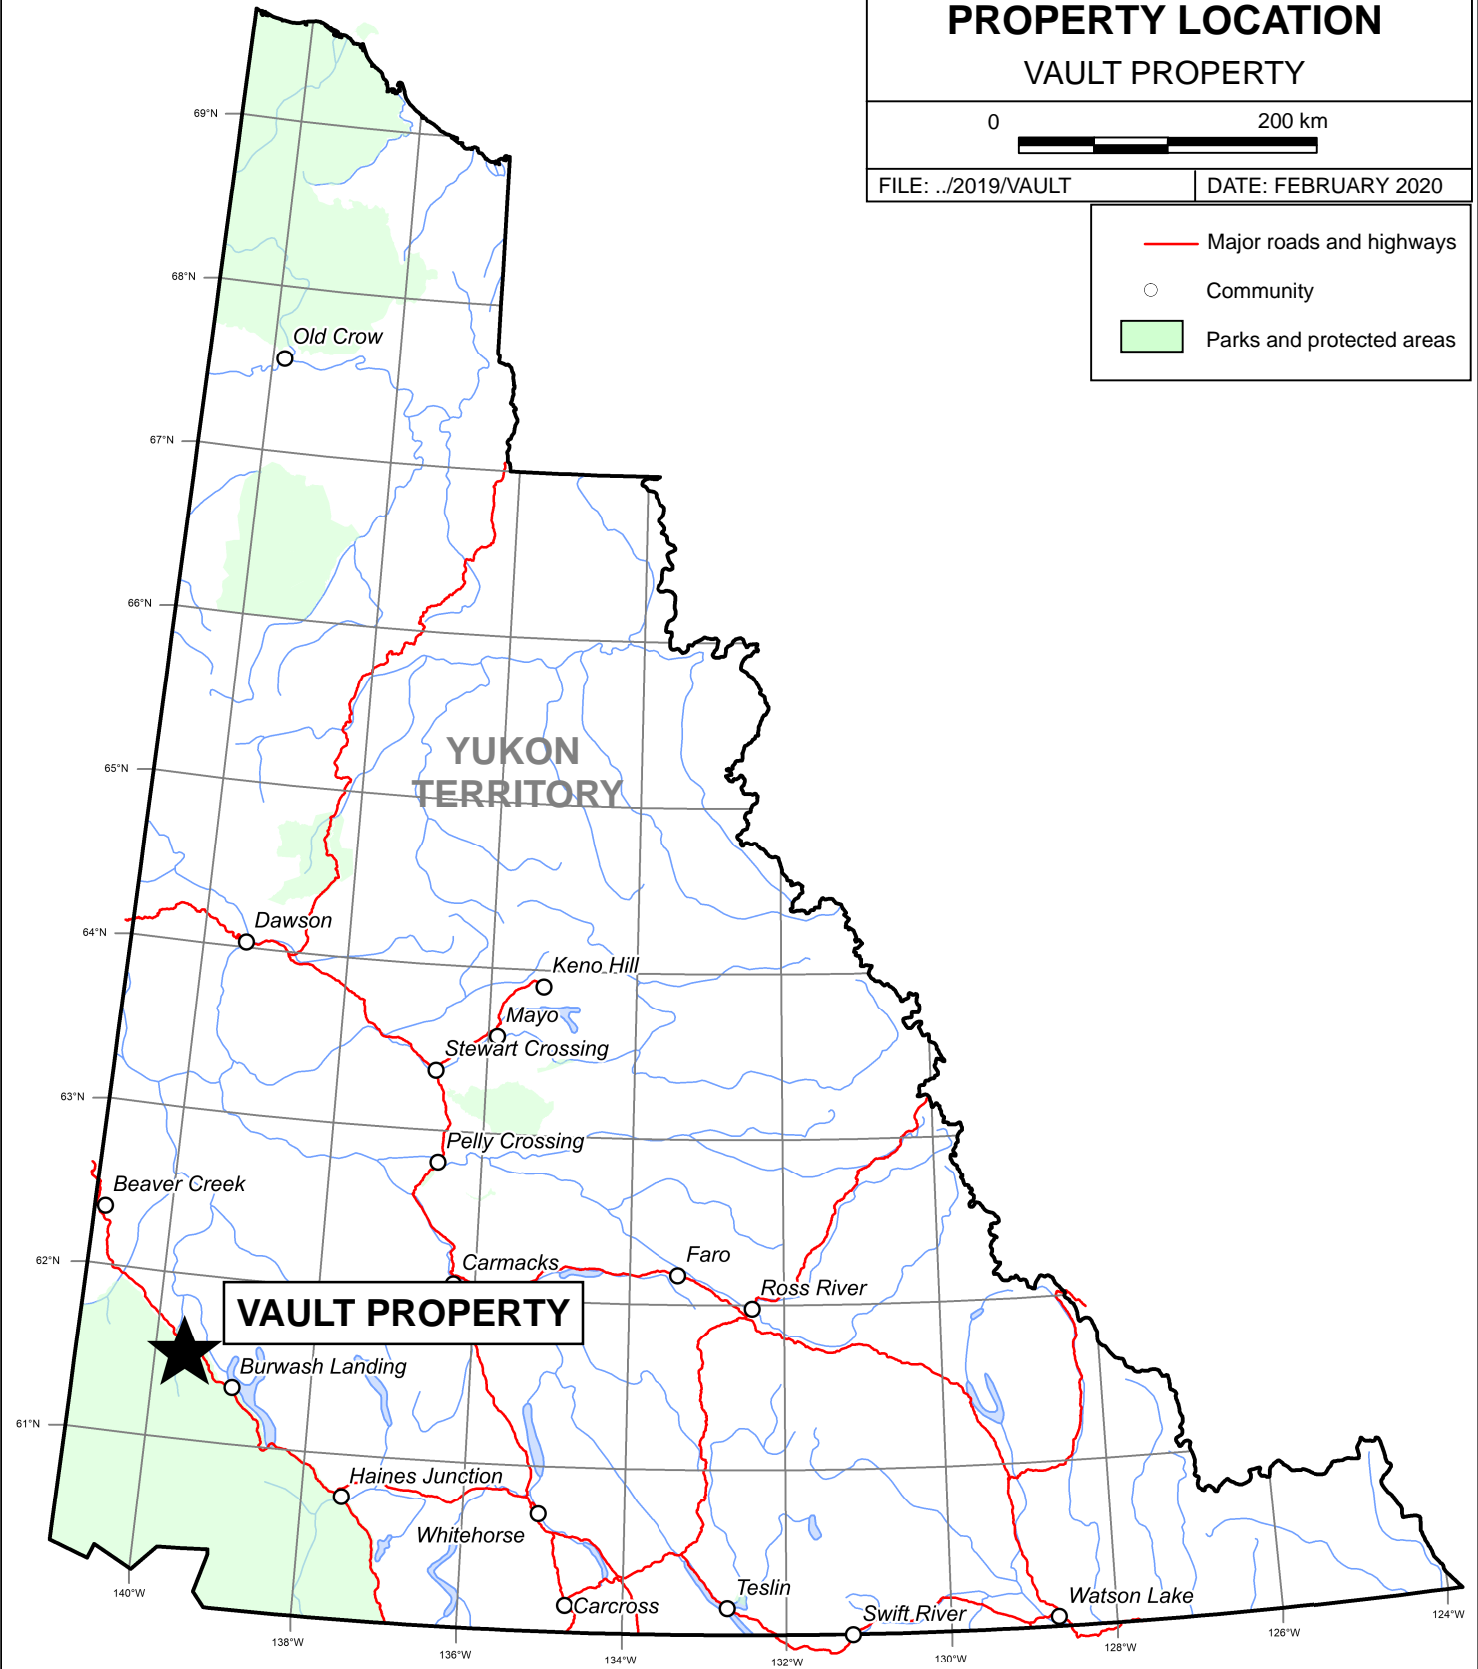 PROPERTY LOCATION
VAULT PROPERTY
0 200 km
FILE: ../2019/VAULT DATE: FEBRUARY 2020
Major roads and highways
Community
Parks and protected areas
69°N
68°N
Old Crow
67°N
66°N
65°N
YUKON
TERRITORY
Dawson
64°N
Keno Hill
Mayo
Stewart Crossing
63°N
Pelly Crossing
Beaver Creek
62°N
Carmacks
Faro
Ross River
VAULT PROPERTY
Burwash Landing
61°N
Haines Junction
Whitehorse
Teslin
Watson Lake
Carcross
Swift River
140°W
138°W
136°W
134°W
132°W
130°W
128°W
126°W
124°W